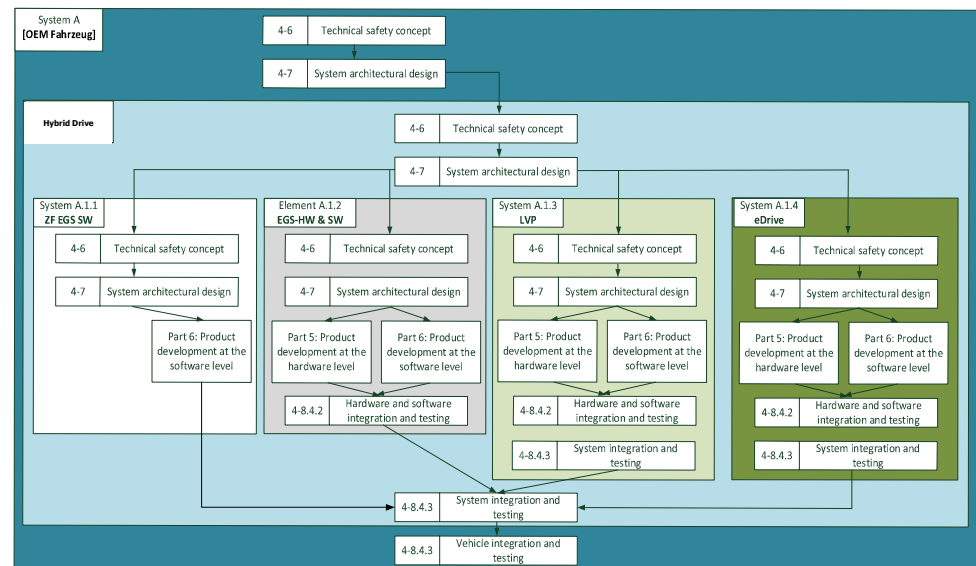 System A
[OEM Fahrzeug]
4-6 Technical safety concept
4-7 System architectural design
Hybrid Drive
4-6 Technical safety concept
4-7 System architectural design
System A.1.1
ZF EGS SW
4-6 Technical safety concept
4-7 System architectural design
Part 6: Product
development at the
software level
Element A.1.2
EGS-HW & SW
4-6 Technical safety concept
4-7 System architectural design
Part 5: Product
development at the
hardware level
Part 6: Product
development at the
software level
4-8.4.2 Hardware and software
integration and testing
System A.1.3
LVP
4-6 Technical safety concept
4-7 System architectural design
Part 5: Product
development at the
hardware level
Part 6: Product
development at the
software level
4-8.4.2 Hardware and software
integration and testing
4-8.4.3 System integration and
testing
System A.1.4
eDrive
4-6 Technical safety concept
4-7 System architectural design
Part 5: Product
development at the
hardware level
Part 6: Product
development at the
software level
4-8.4.2 Hardware and software
integration and testing
4-8.4.3 System integration and
testing
4-8.4.3 System integration and
testing
4-8.4.3 Vehicle integration and
testing